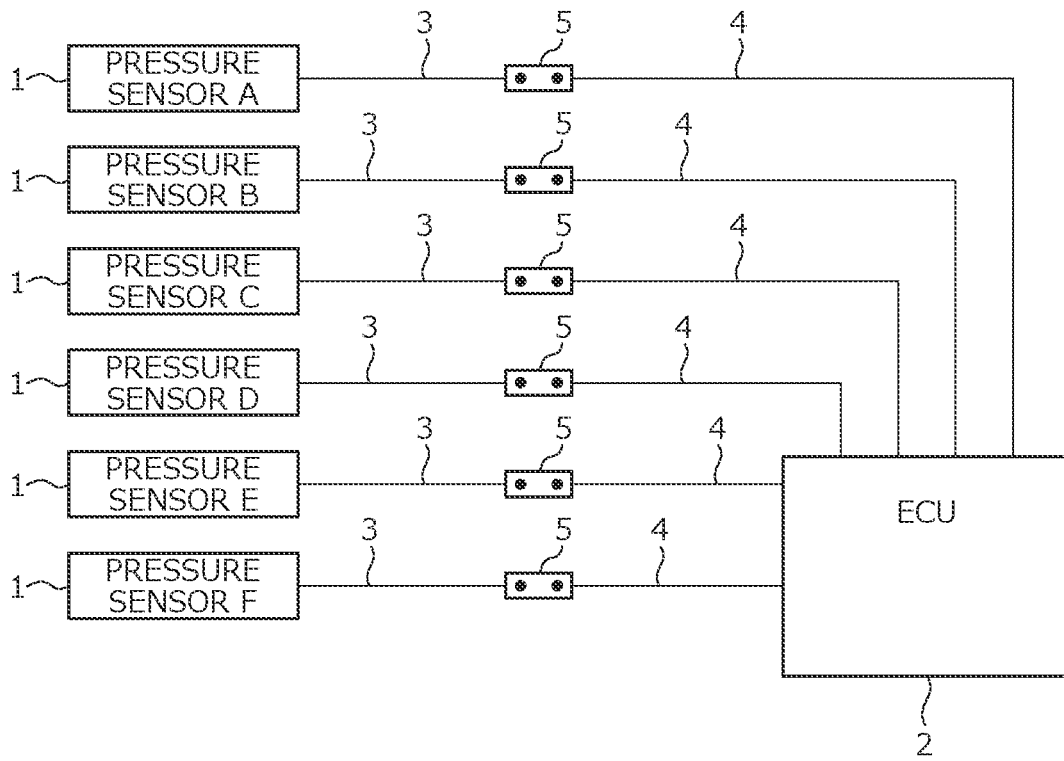 3 5 4
1 PRESSURE
SENSOR A
3 5 4
1 PRESSURE
SENSOR B
3 5 4
1 PRESSURE
SENSOR C
3 5 4
1 PRESSURE
SENSOR D
3 5 4
1 PRESSURE
SENSOR E
ECU
3 5 4
1 PRESSURE
SENSOR F
2